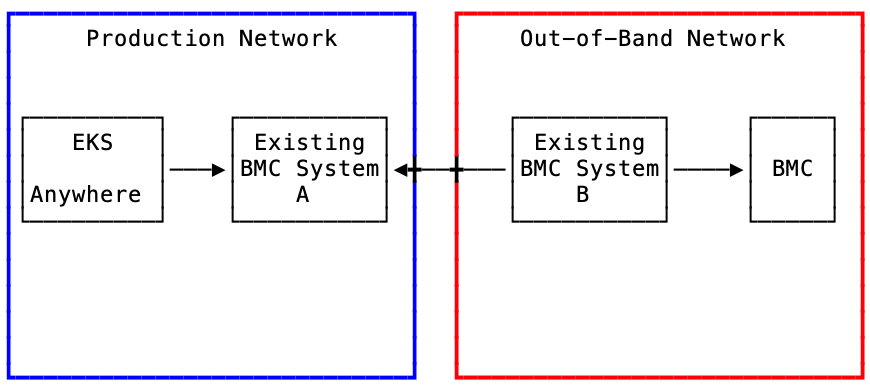 Production Network
Out-of-Band Network
EKS
Anywhere
Existing
BMC System
A
Existing
BMC System
B
BMC